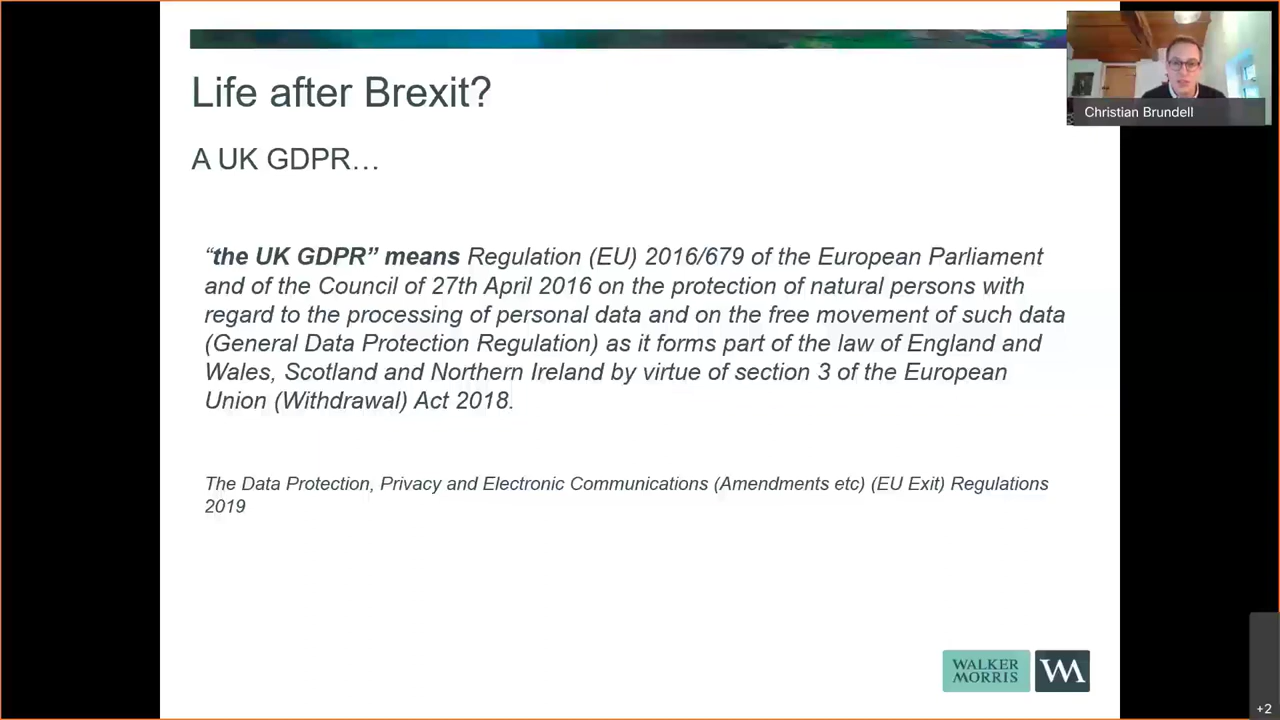 Life after Brexit?
A UK GDPR…
“the UK GDPR” means Regulation (EU) 2016/679 of the European Parliament
and of the Council of 27th April 2016 on the protection of natural persons with
regard to the processing of personal data and on the free movement of such data
(General Data Protection Regulation) as it forms part of the law of England and
Wales, Scotland and Northern Ireland by virtue of section 3 of the European
Union (Withdrawal) Act 2018.
The Data Protection, Privacy and Electronic Communications (Amendments etc) (EU Exit) Regulations
2019
Christian Brundell
WALKER
MORRIS
WM
+2